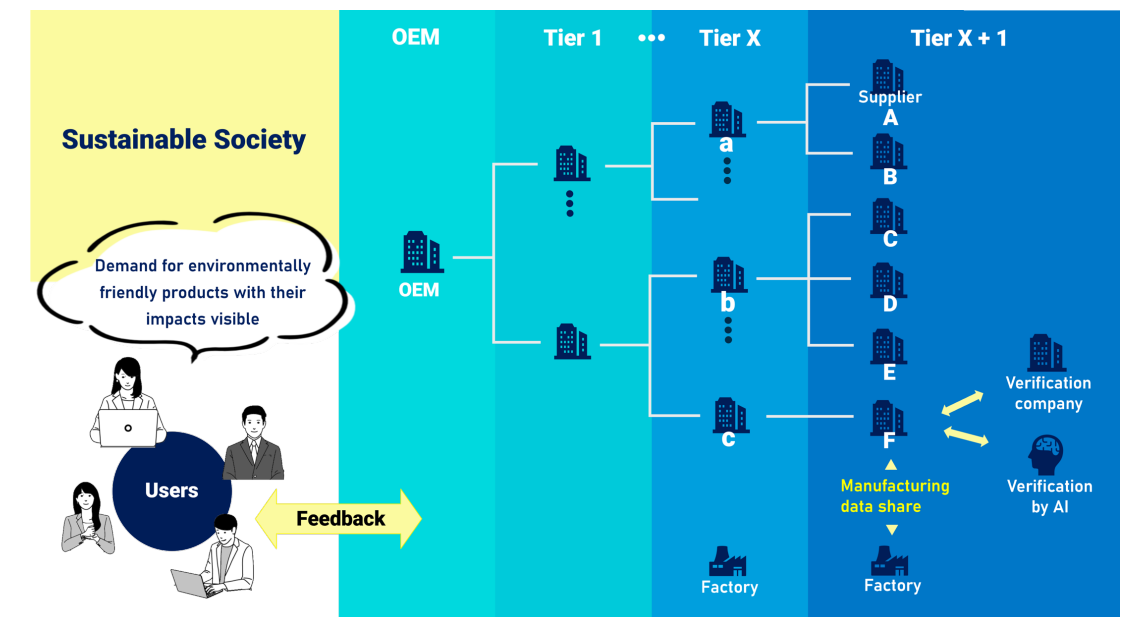 OEM
Tier 1
•••
Tier X
Tier X + 1
Sustainable Society
Demand for environmentally
friendly products with their
impacts visible
Users
Feedback
OEM
a
b
c
Supplier
A
B
C
D
E
F
Verification
company
Verification
by AI
Manufacturing
data share
Factory
Factory